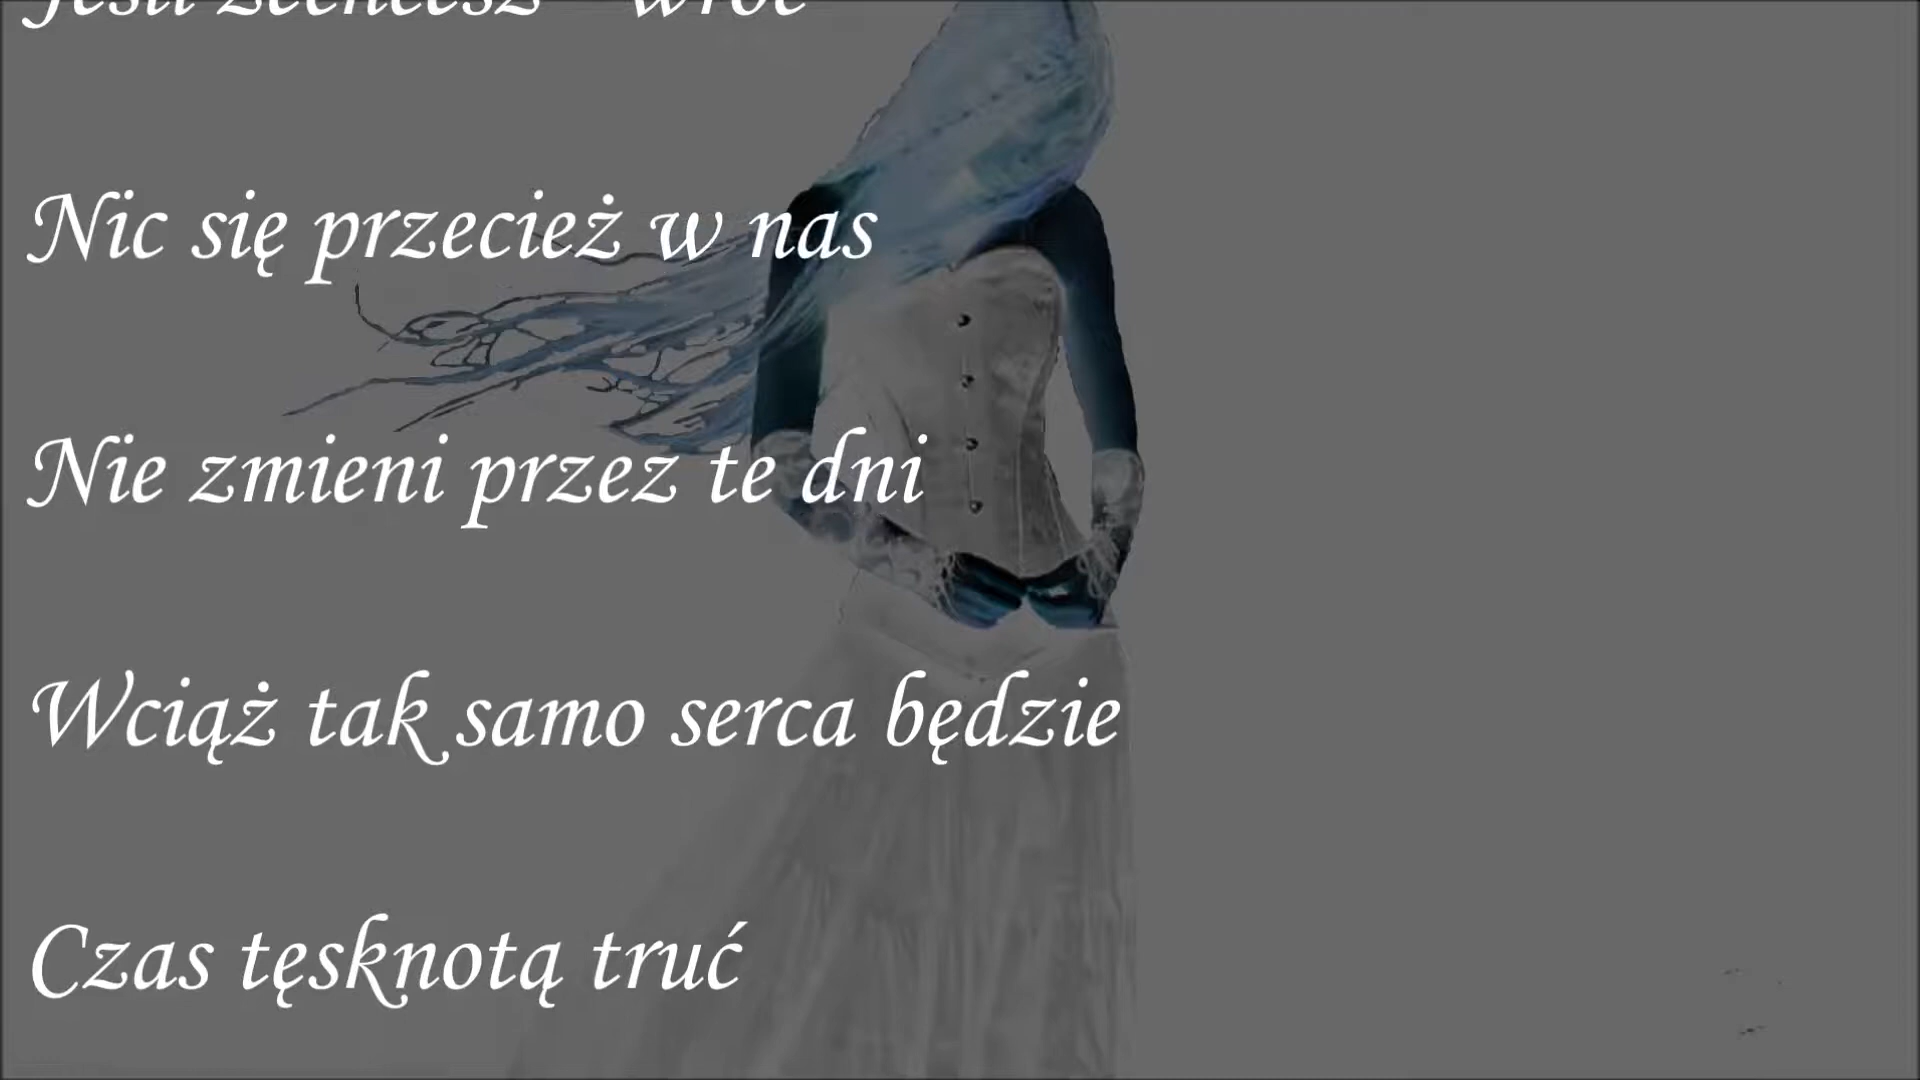 Jeśli zechcesz - wróć
Nic się przecież w nas
Nie zmieni przez te dni
Wciąż tak samo serca będzie
Czas tęsknotą truć